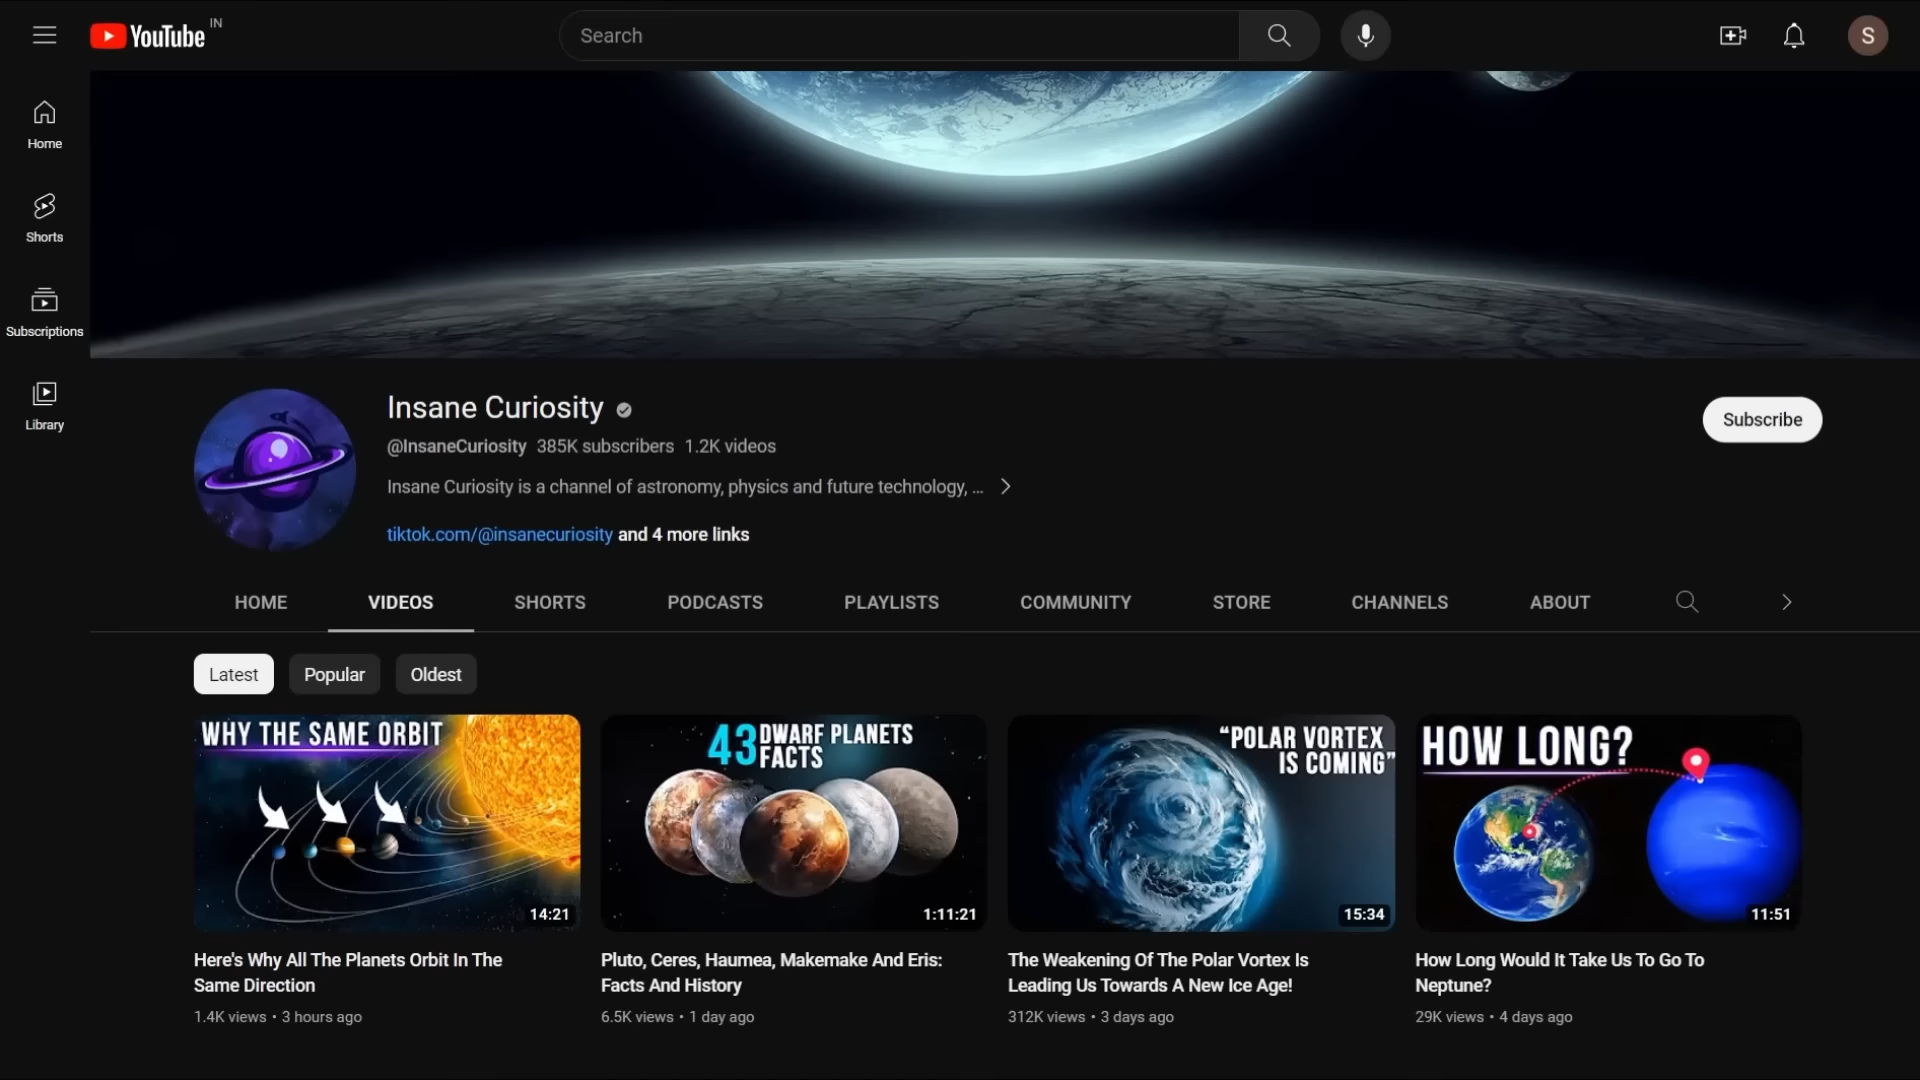 YouTube IN
Search
S
Home
Shorts
Subscriptions
Library
Insane Curiosity
@InsaneCuriosity 385K subscribers 1.2K videos
Insane Curiosity is a channel of astronomy, physics and future technology, ...
tiktok.com/@insanecuriosity and 4 more links
Subscribe
HOME VIDEOS SHORTS PODCASTS PLAYLISTS COMMUNITY STORE CHANNELS ABOUT
Latest Popular Oldest
WHY THE SAME ORBIT
14:21
Here's Why All The Planets Orbit In The
Same Direction
1.4K views • 3 hours ago
43 DWARF PLANETS
FACTS
1:11:21
Pluto, Ceres, Haumea, Makemake And Eris:
Facts And History
6.5K views • 1 day ago
“POLAR VORTEX
IS COMING”
15:34
The Weakening Of The Polar Vortex Is
Leading Us Towards A New Ice Age!
312K views • 3 days ago
HOW LONG?
11:51
How Long Would It Take Us To Go To
Neptune?
29K views • 4 days ago